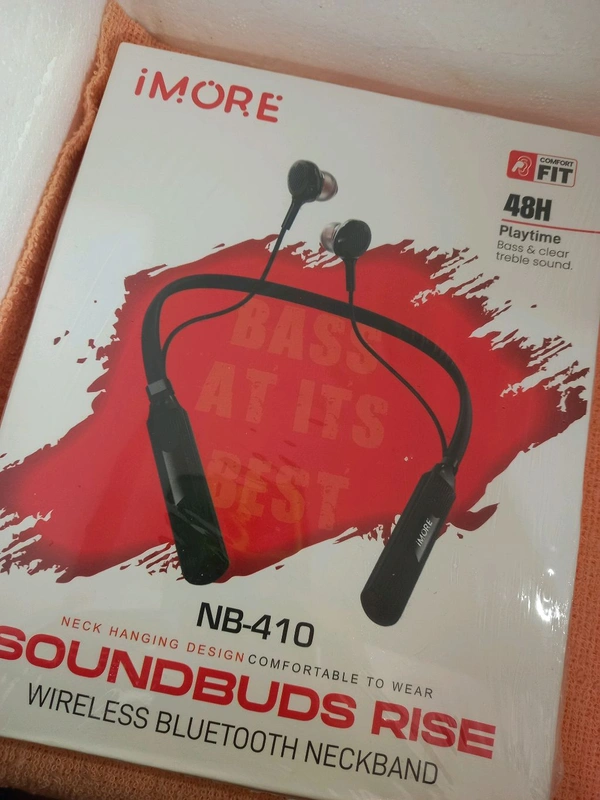 iMORE
COMFORT
FIT
48H
Playtime
Bass & clear
treble sound.
BASS
AT ITS
BEST
iMORE
NB-410
NECK HANGING DESIGN COMFORTABLE TO WEAR
SOUNDBUDS RISE
WIRELESS BLUETOOTH NECKBAND